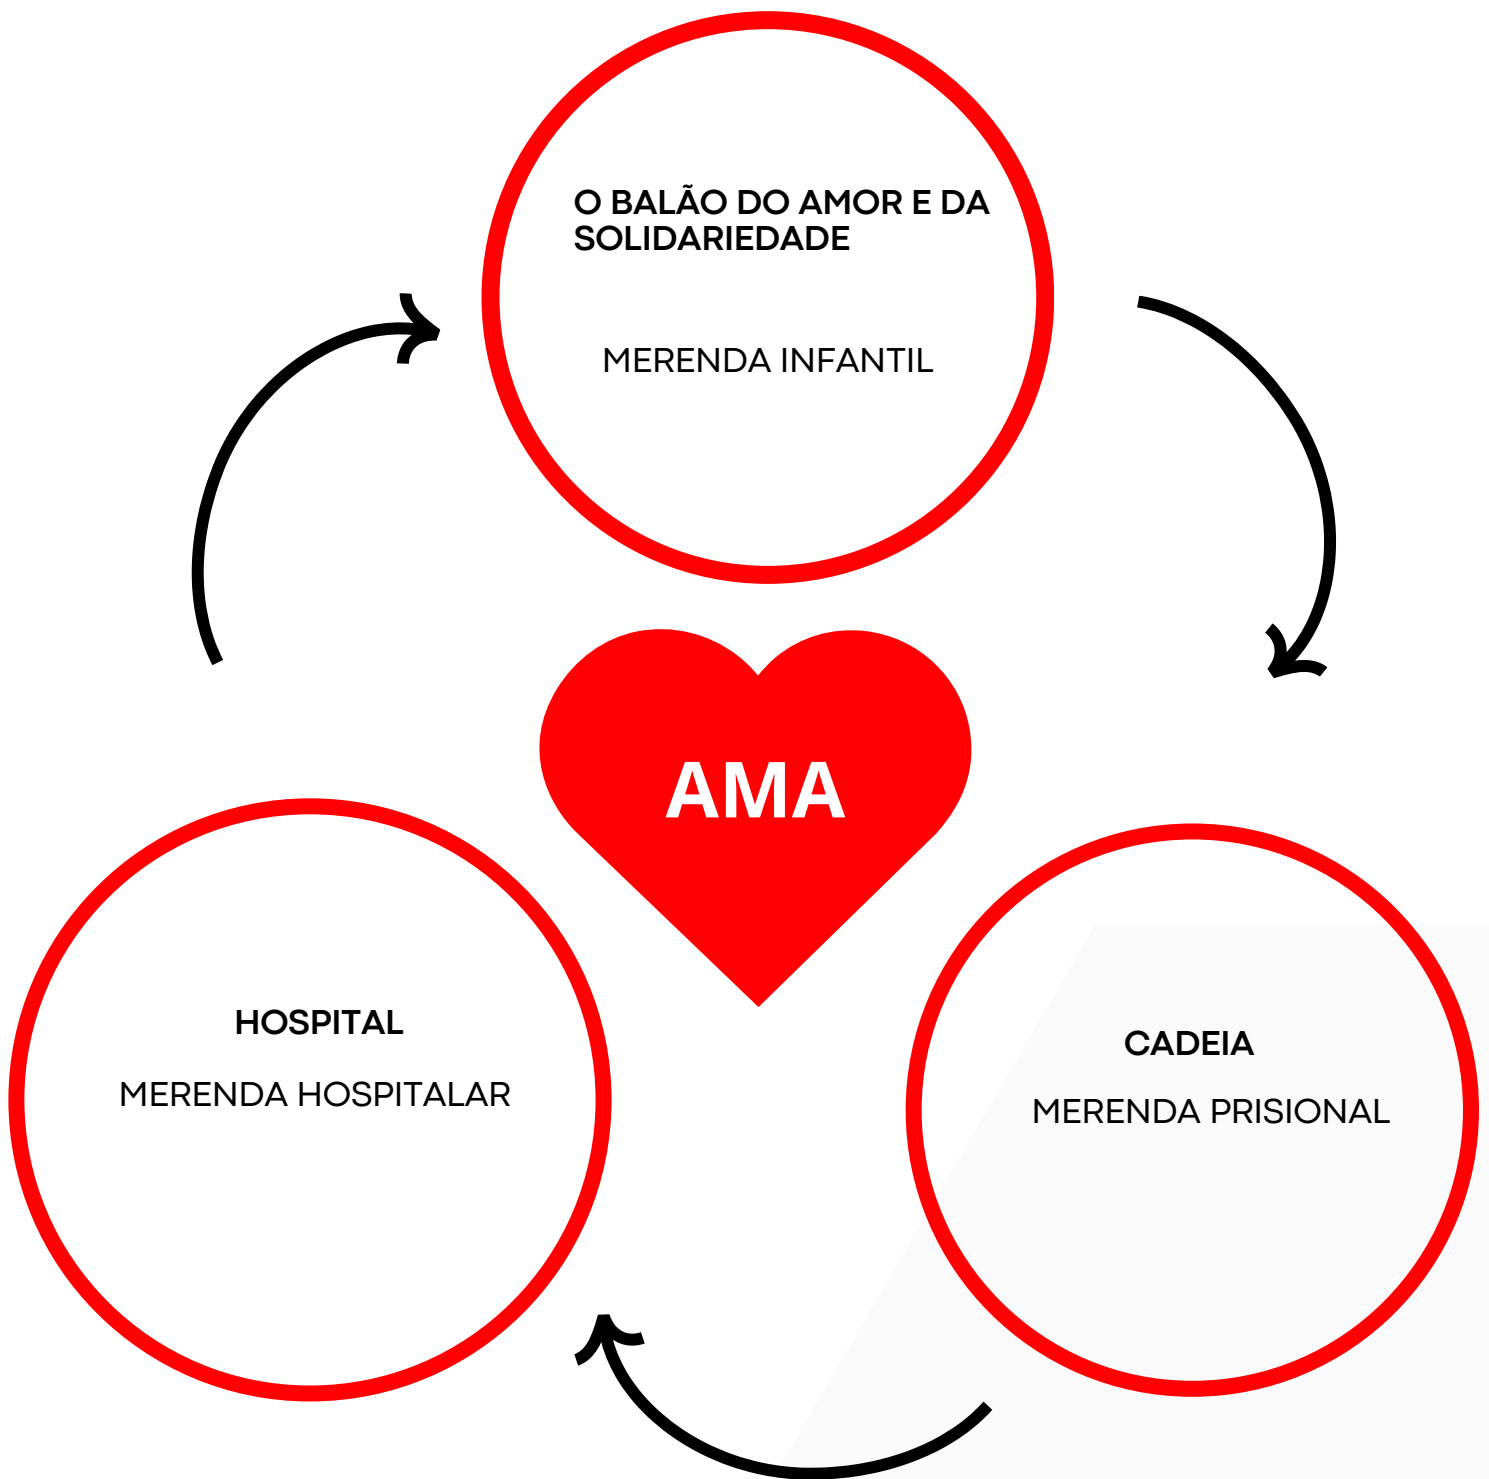 O BALÃO DO AMOR E DA
SOLIDARIEDADE
MERENDA INFANTIL
AMA
HOSPITAL
MERENDA HOSPITALAR
CADEIA
MERENDA PRISIONAL